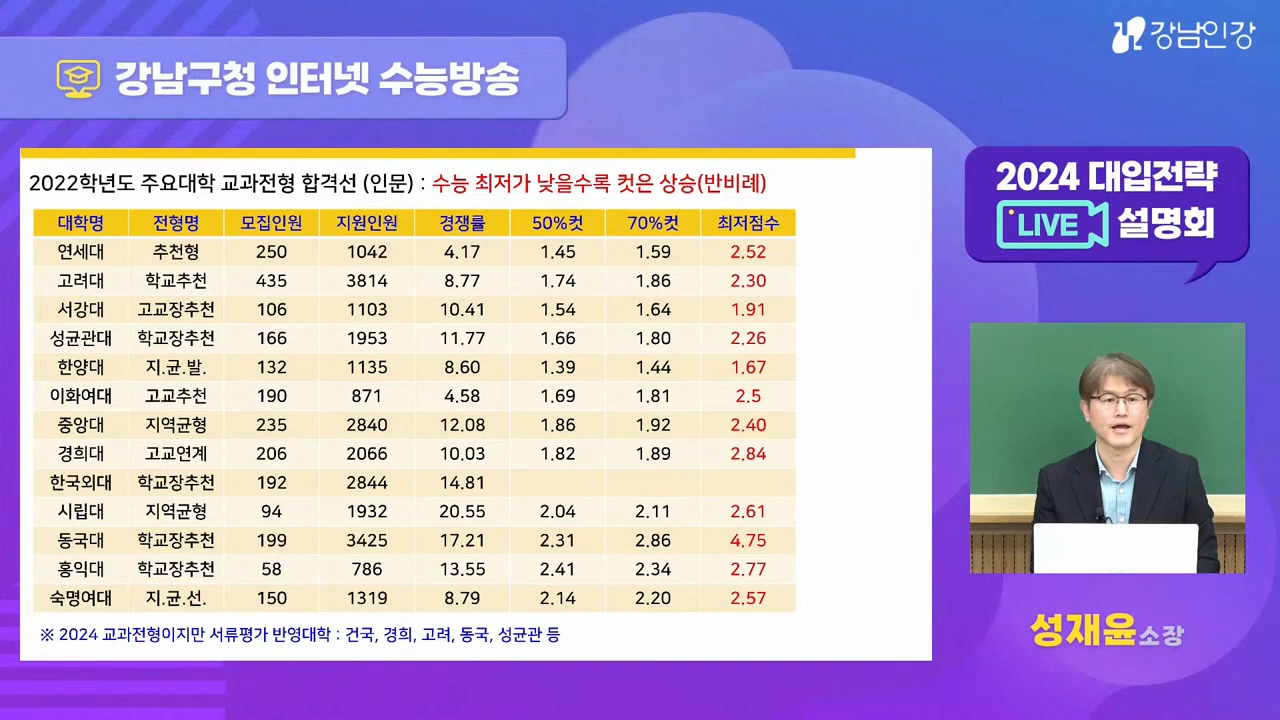 강남인강
강남구청 인터넷 수능방송
2024 대입전략
LIVE 설명회
2022학년도 주요대학 교과전형 합격선 (인문) : 수능 최저가 낮을수록 컷은 상승(반비례)
대학명 전형명 모집인원 지원인원 경쟁률 50%컷 70%컷 최저점수
연세대 추천형 250 1042 4.17 1.45 1.59 2.52
고려대 학교추천 435 3814 8.77 1.74 1.86 2.30
서강대 고교장추천 106 1103 10.41 1.54 1.64 1.91
성균관대 학교장추천 166 1953 11.77 1.66 1.80 2.26
한양대 지.균.발. 132 1135 8.60 1.39 1.44 1.67
이화여대 고교추천 190 871 4.58 1.69 1.81 2.5
중앙대 지역균형 235 2840 12.08 1.86 1.92 2.40
경희대 고교연계 206 2066 10.03 1.82 1.89 2.84
한국외대 학교장추천 192 2844 14.81
시립대 지역균형 94 1932 20.55 2.04 2.11 2.61
동국대 학교장추천 199 3425 17.21 2.31 2.86 4.75
홍익대 학교장추천 58 786 13.55 2.41 2.34 2.77
숙명여대 지.균.선. 150 1319 8.79 2.14 2.20 2.57
※ 2024 교과전형이지만 서류평가 반영대학 : 건국, 경희, 고려, 동국, 성균관 등
성재윤소장